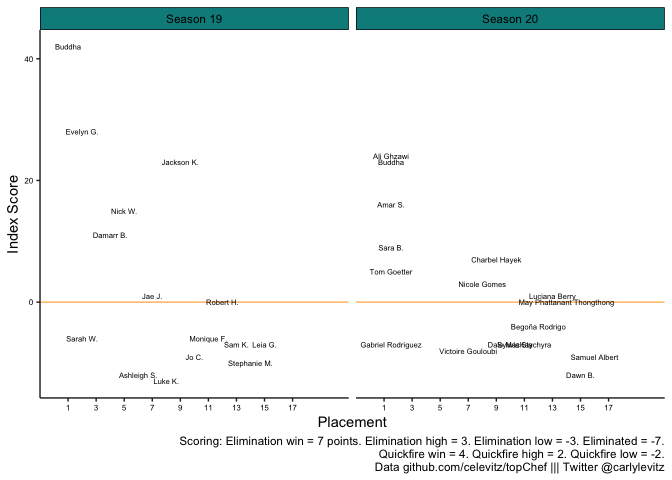 Season 19
Season 20
Index Score
40
20
0
Buddha
Evelyn G.
Jackson K.
Nick W.
Damarr B.
Jae J.
Robert H.
Sarah W.
Monique F.
Sam K.
Leia G.
Jo C.
Stephanie M.
Ashleigh S.
Luke K.
Ali Ghzawi
Buddha
Amar S.
Sara B.
Charbel Hayek
Tom Goetter
Nicole Gomes
Luciana Berry
May Phattanant Thongthong
Begoña Rodrigo
Gabriel Rodriguez
Victoire Gouloubi
Samuel Albert
Dawn B.
1 3 5 7 9 11 13 15 17
1 3 5 7 9 11 13 15 17
Placement
Scoring: Elimination win = 7 points. Elimination high = 3. Elimination low = -3. Eliminated = -7.
Quickfire win = 4. Quickfire high = 2. Quickfire low = -2.
Data github.com/celevitz/topChef ||| Twitter @carlylevitz